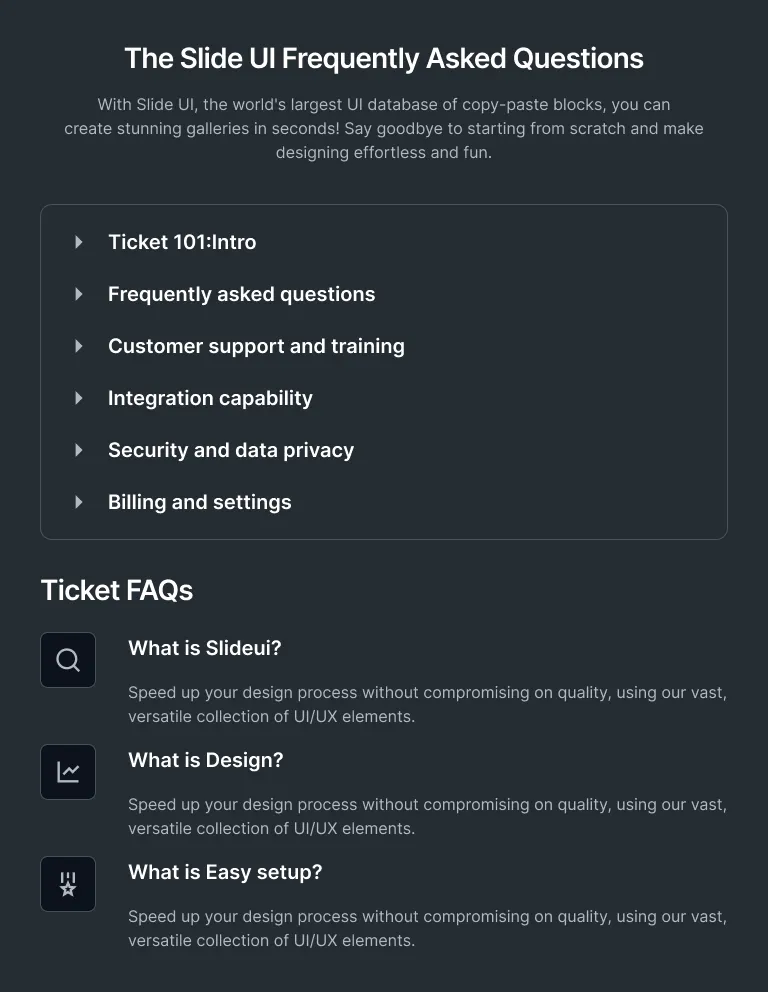 The Slide UI Frequently Asked Questions
With Slide UI, the world's largest UI database of copy-paste blocks, you can
create stunning galleries in seconds! Say goodbye to starting from scratch and make
designing effortless and fun.
Ticket 101:Intro
Frequently asked questions
Customer support and training
Integration capability
Security and data privacy
Billing and settings
Ticket FAQs
What is Slideui?
Speed up your design process without compromising on quality, using our vast,
versatile collection of UI/UX elements.
What is Design?
Speed up your design process without compromising on quality, using our vast,
versatile collection of UI/UX elements.
What is Easy setup?
Speed up your design process without compromising on quality, using our vast,
versatile collection of UI/UX elements.